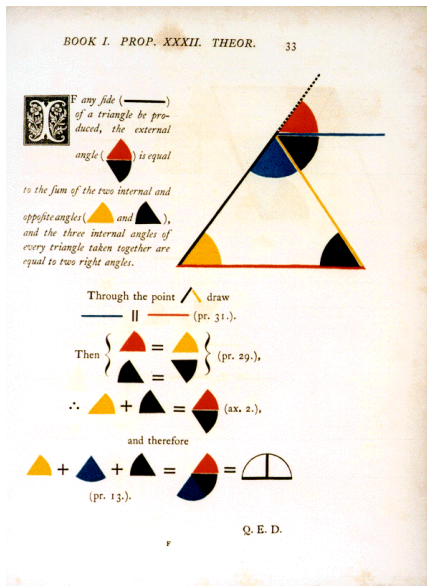 BOOK I. PROP. XXXII. THEOR. 33
IF any ſide ( )
of a triangle be pro-
duced, the external
angle ( ) is equal
to the ſum of the two internal and
oppoſite angles ( and ),
and the three internal angles of
every triangle taken together are
equal to two right angles.
Through the point draw
|| (pr. 31.).
Then { = = } (pr. 29.),
∴ + = (ax. 2.),
and therefore
+ + = =
(pr. 13.).
Q. E. D.
F